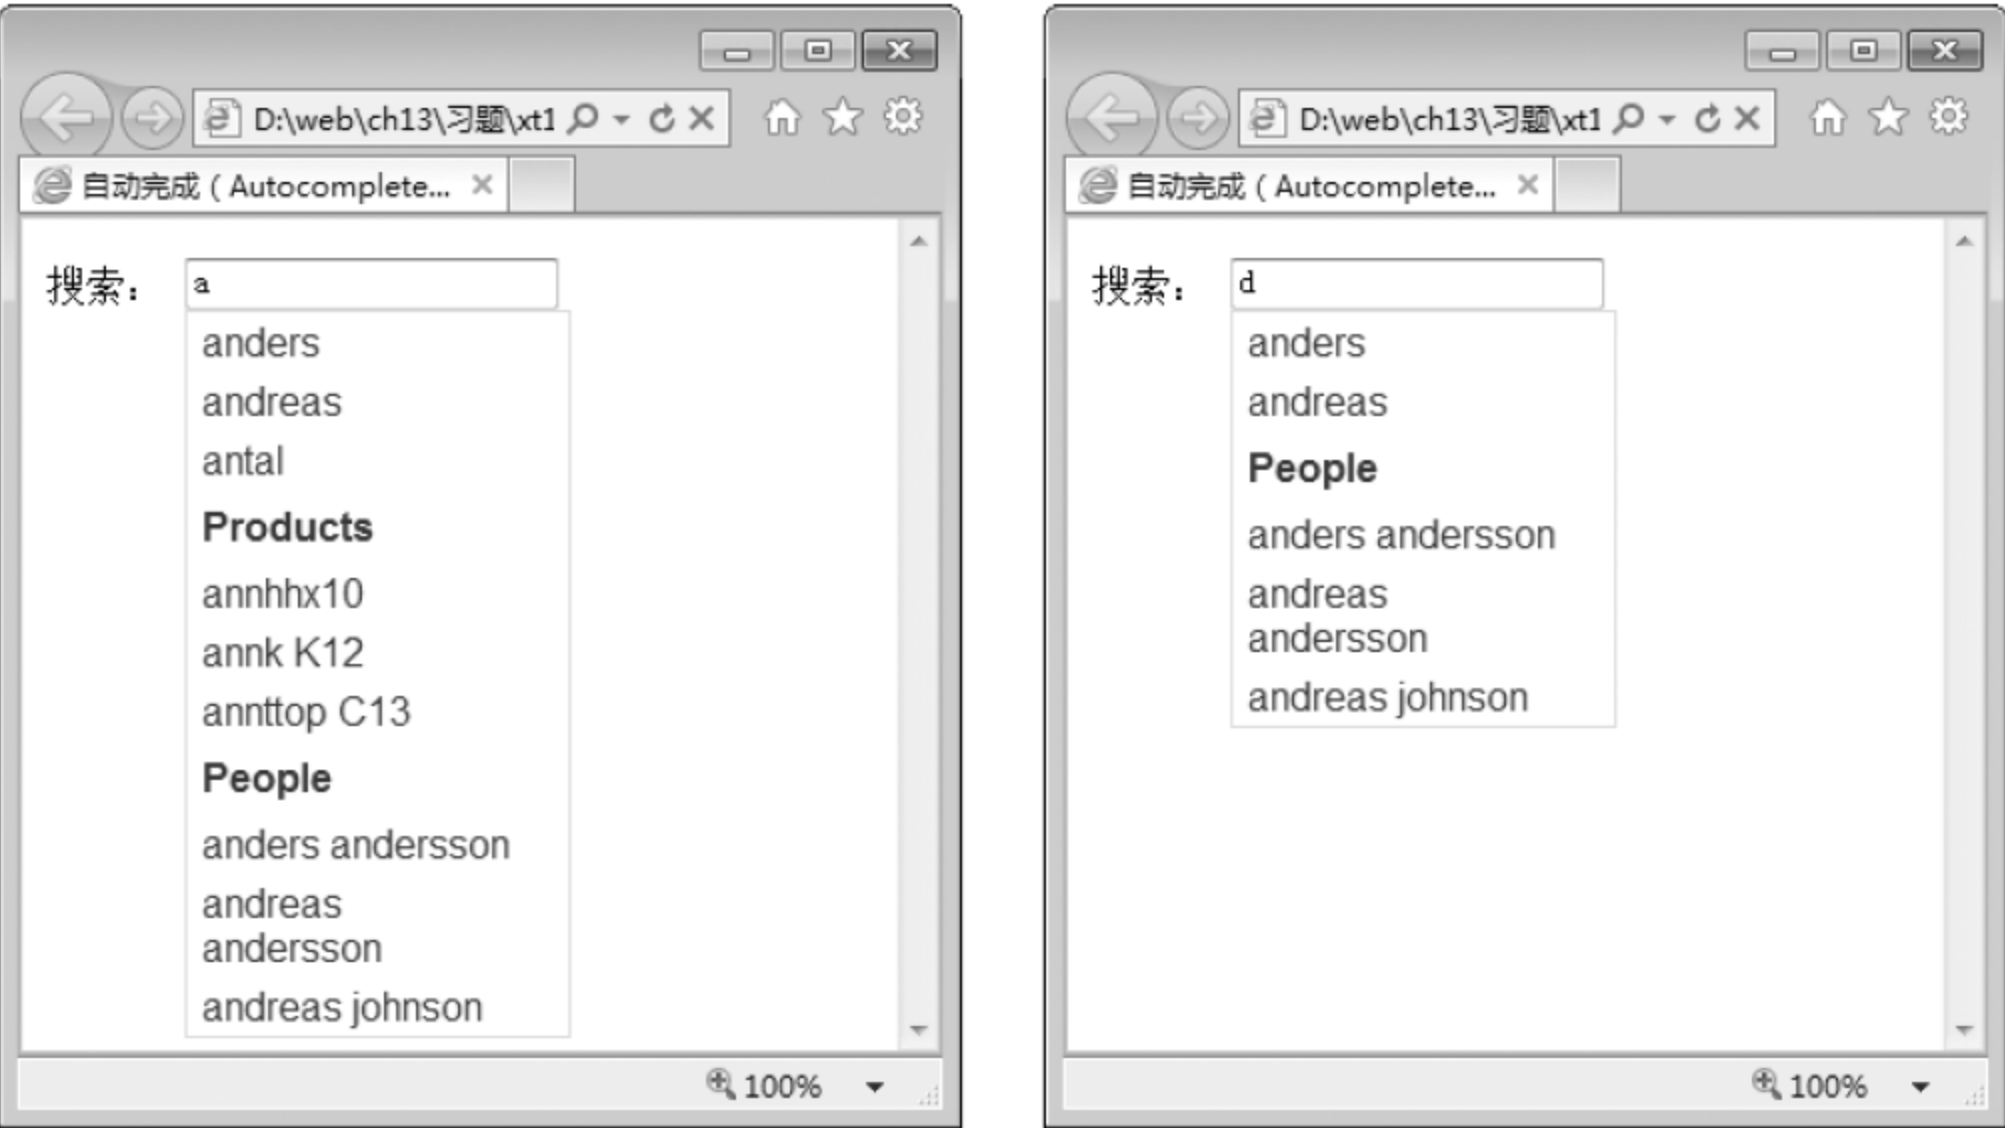 D:\web\ch13\习题\xt1
自动完成 ( Autocomplete...
搜索： a
anders
andreas
antal
Products
annhhx10
annk K12
annttop C13
People
anders andersson
andreas
andersson
andreas johnson
100%
D:\web\ch13\习题\xt1
自动完成 ( Autocomplete...
搜索： d
anders
andreas
People
anders andersson
andreas
andersson
andreas johnson
100%